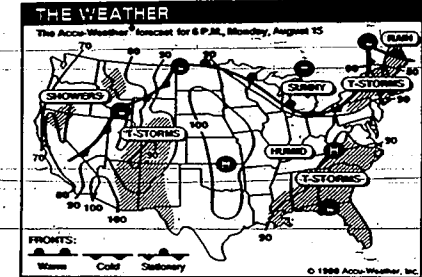 THE WEATHER
The Accu-Weather® forecast for 6 P.M., Monday, August 15
70
80
90
RAIN
SUNNY
T-STORMS
SHOWERS
T-STORMS
100
HUMID
T-STORMS
70
80
90
100
100
90
90
90
80
FRONTS:
Warm
Cold
Stationery
© 1988 Accu-Weather, Inc.